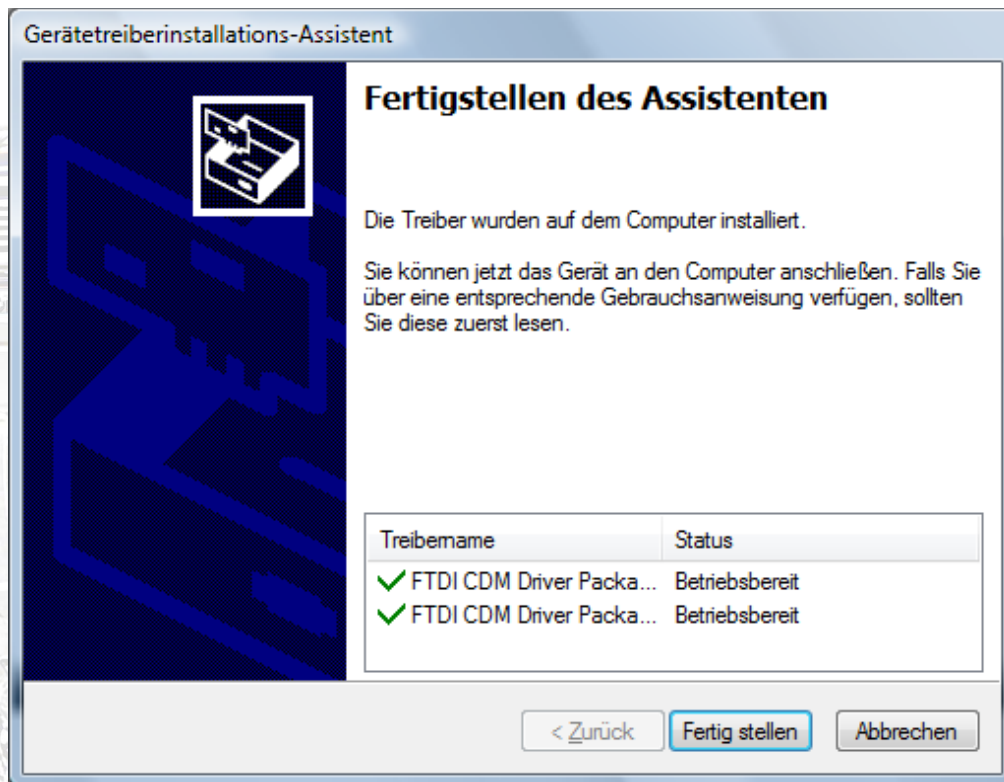 Gerätetreiberinstallations-Assistent
Fertigstellen des Assistenten
Die Treiber wurden auf dem Computer installiert.
Sie können jetzt das Gerät an den Computer anschließen. Falls Sie
über eine entsprechende Gebrauchsanweisung verfügen, sollten
Sie diese zuerst lesen.
Treibername Status
FTDI CDM Driver Packa... Betriebsbereit
FTDI CDM Driver Packa... Betriebsbereit
< Zurück Fertig stellen Abbrechen